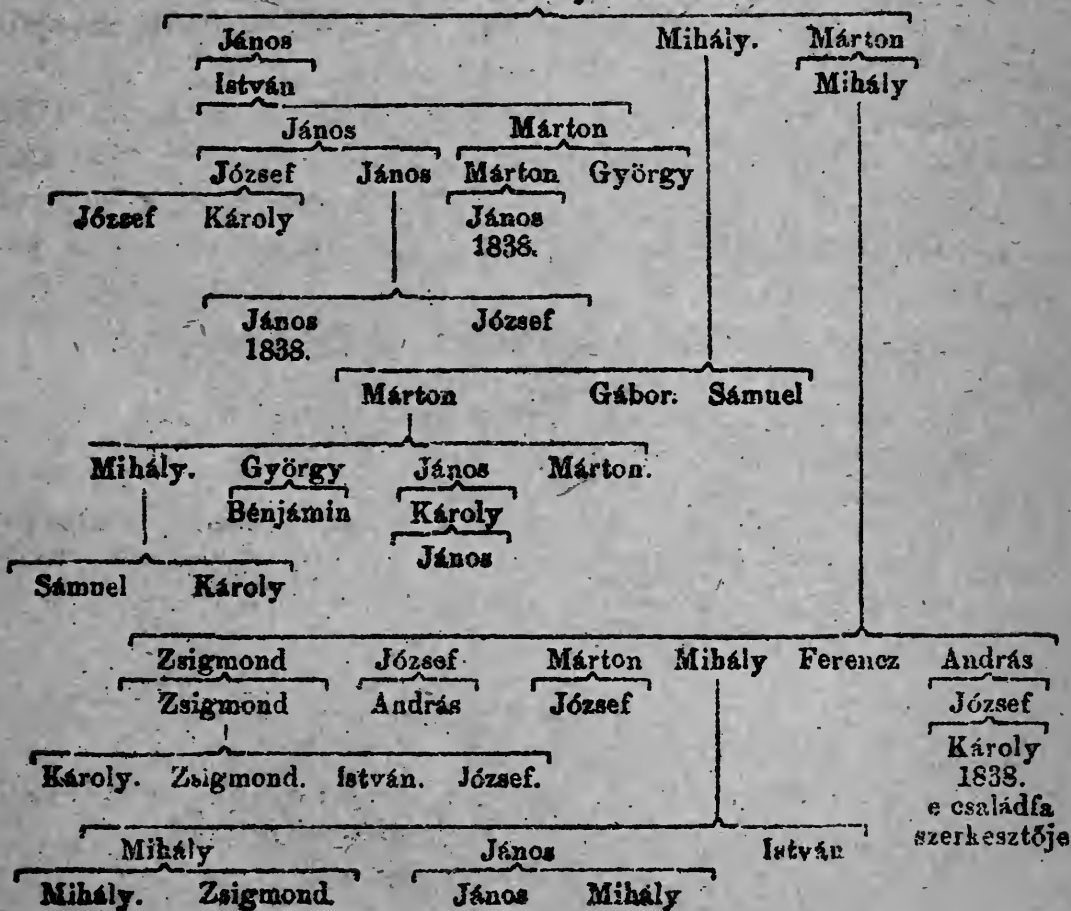 János Mihály. Márton
István Mihály
János Márton
József János Márton György
József Károly János
1838.
János József
1838.
Márton Gábor. Sámuel
Mihály. György János Márton.
Bénjámin Károly
János
Sámuel Károly
Zsigmond József Márton Mihály Ferencz András
Zsigmond András József József
Károly. Zsigmond. István. József. Károly
1838.
e családfa
szerkesztője
Mihály János István
Mihály. Zsigmond. János Mihály